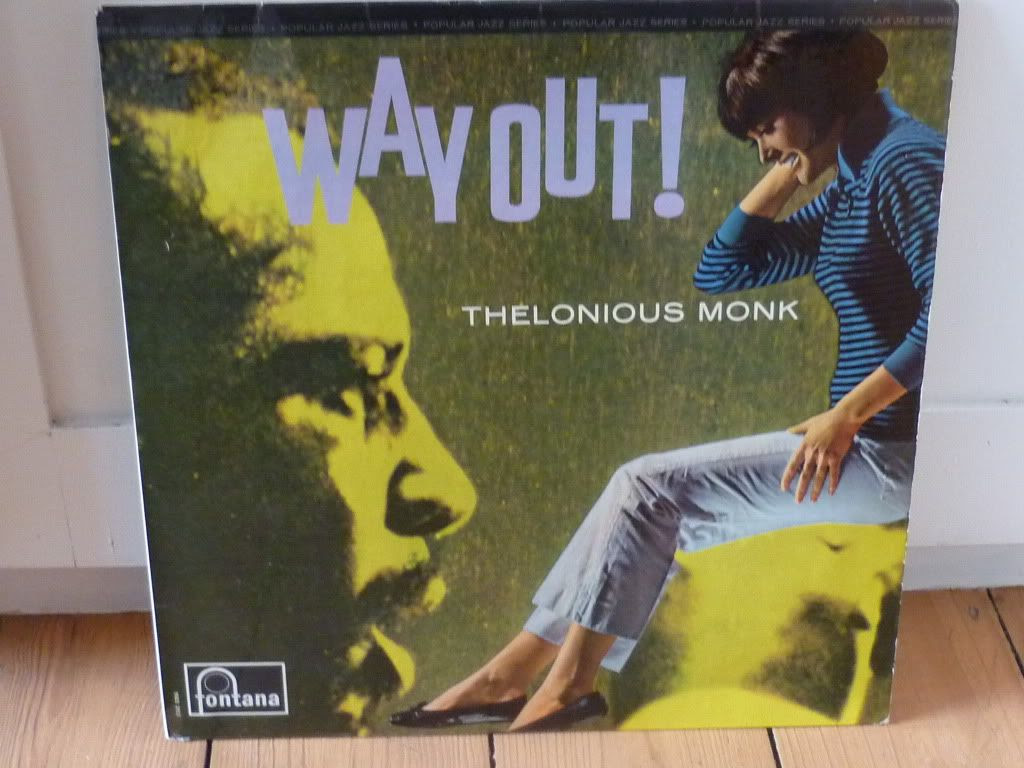 POPULAR JAZZ SERIES • POPULAR JAZZ SERIES • POPULAR JAZZ SERIES • POPULAR JAZZ SERIES • POPULAR JAZZ SERIES • POPULAR JAZZ SERIES
WAY OUT!
THELONIOUS MONK
fontana